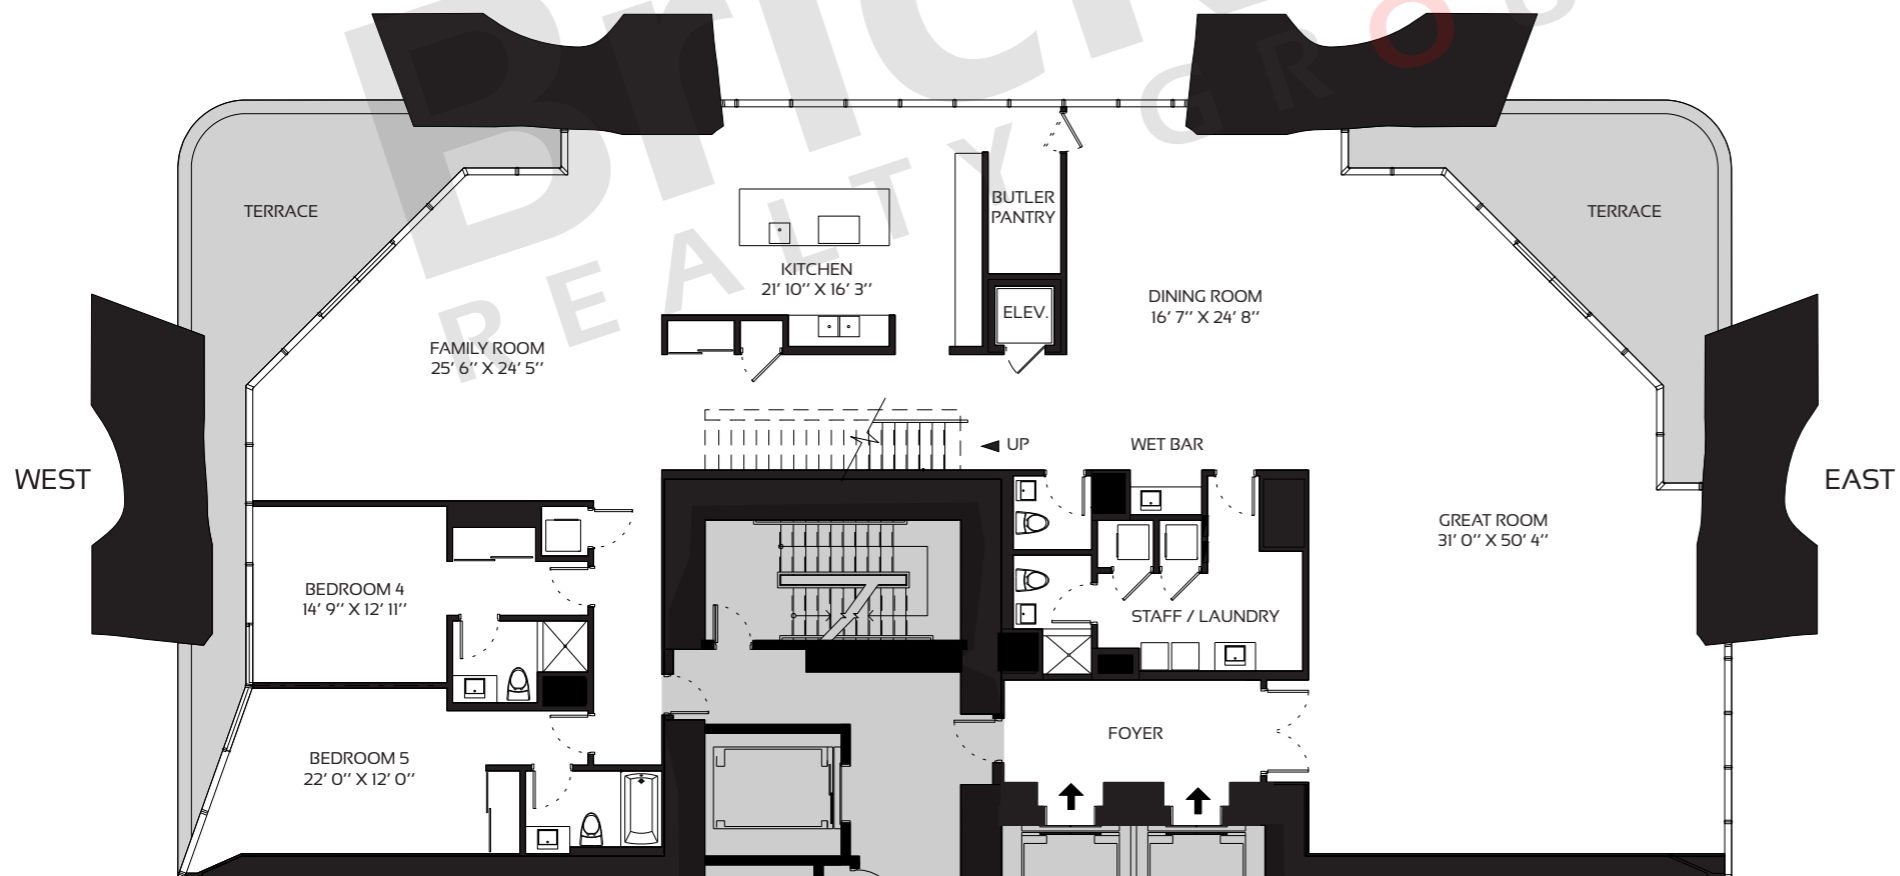 REALTY GROU
TERRACE
BUTLER
PANTRY
TERRACE
KITCHEN
21' 10'' X 16' 3''
ELEV.
DINING ROOM
16' 7'' X 24' 8''
FAMILY ROOM
25' 6'' X 24' 5''
UP
WET BAR
WEST
EAST
GREAT ROOM
31' 0'' X 50' 4''
BEDROOM 4
14' 9'' X 12' 11''
STAFF / LAUNDRY
FOYER
BEDROOM 5
22' 0'' X 12' 0''